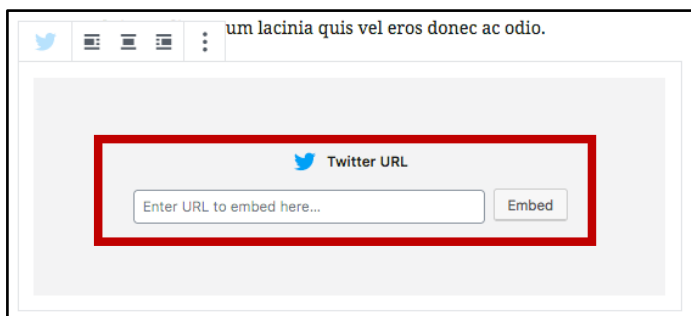 um lacinia quis vel eros donec ac odio.
Twitter URL
Enter URL to embed here...
Embed